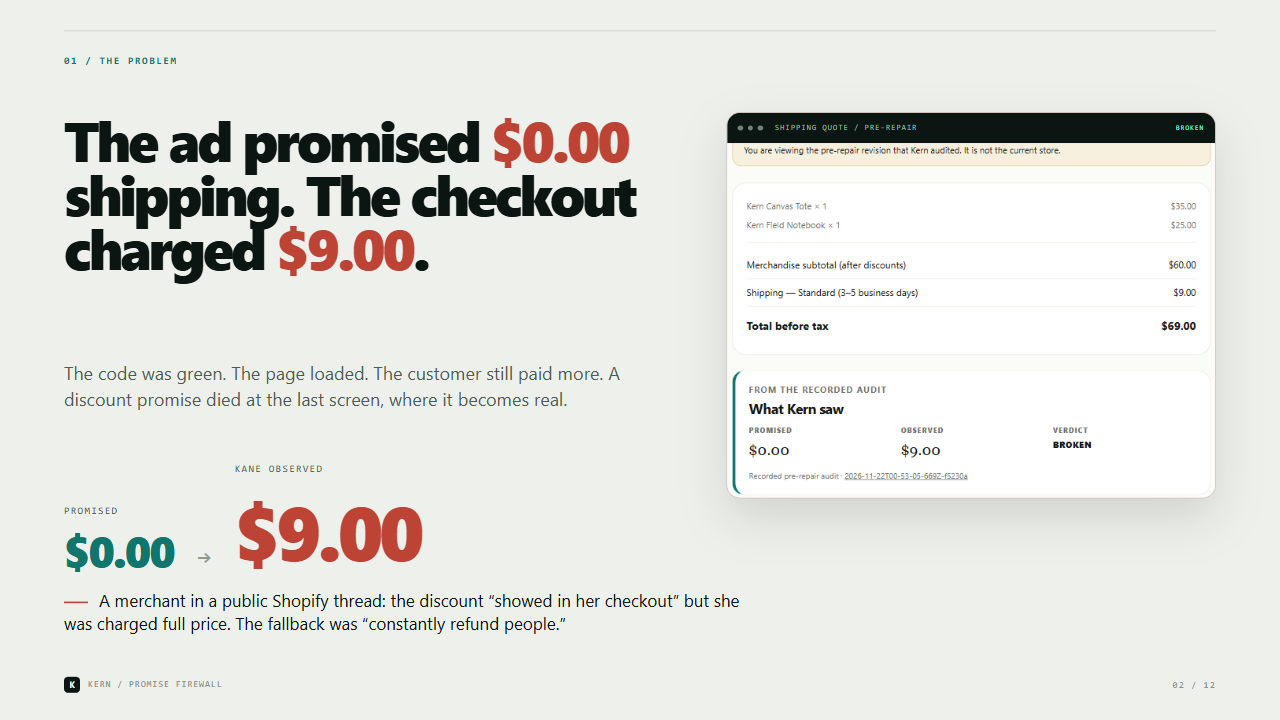 01 / THE PROBLEM
The ad promised $0.00
shipping. The checkout
charged $9.00.
The code was green. The page loaded. The customer still paid more. A
discount promise died at the last screen, where it becomes real.
PROMISED
$0.00
→
KANE OBSERVED
$9.00
— A merchant in a public Shopify thread: the discount “showed in her checkout” but she
was charged full price. The fallback was “constantly refund people.”
SHIPPING QUOTE / PRE-REPAIR
BROKEN
You are viewing the pre-repair revision that Kern audited. It is not the current store.
Kern Canvas Tote × 1 $35.00
Kern Field Notebook × 1 $25.00
Merchandise subtotal (after discounts) $60.00
Shipping — Standard (3–5 business days) $9.00
Total before tax $69.00
FROM THE RECORDED AUDIT
What Kern saw
PROMISED OBSERVED VERDICT
$0.00 $9.00 BROKEN
Recorded pre-repair audit · 2026-11-22T00-53-05-669Z-f5230a
K KERN / PROMISE FIREWALL
02 / 12